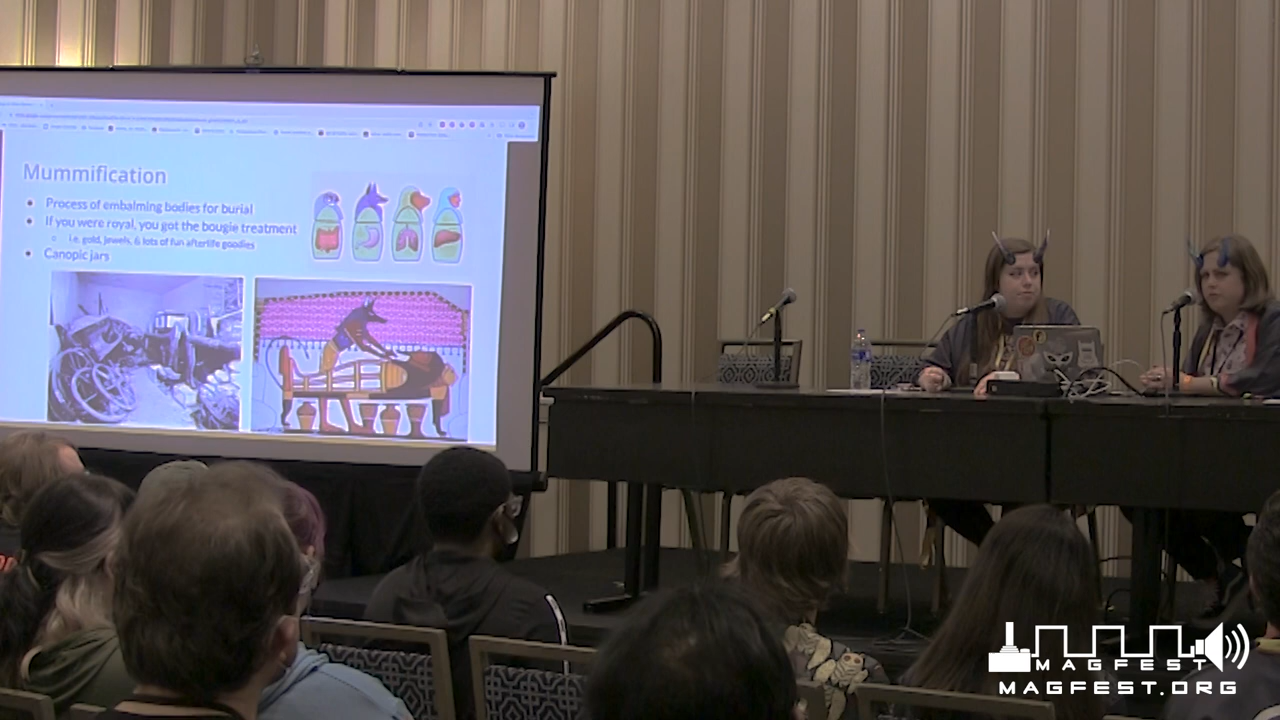 Mummification
Process of embalming bodies for burial
If you were royal, you got the bougie treatment
i.e. gold, jewels, & lots of fun afterlife goodies
Canopic jars
MAGFEST
MAGFEST.ORG